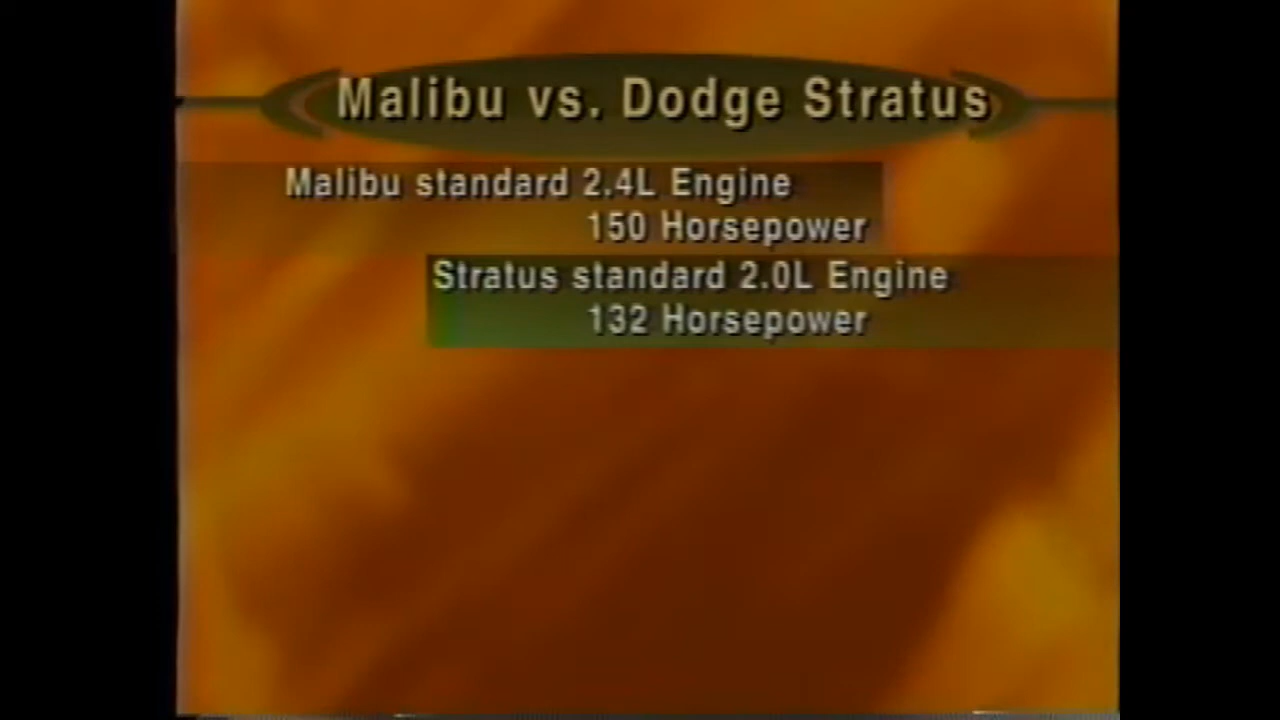 Malibu vs. Dodge Stratus
Malibu standard 2.4L Engine
150 Horsepower
Stratus standard 2.0L Engine
132 Horsepower